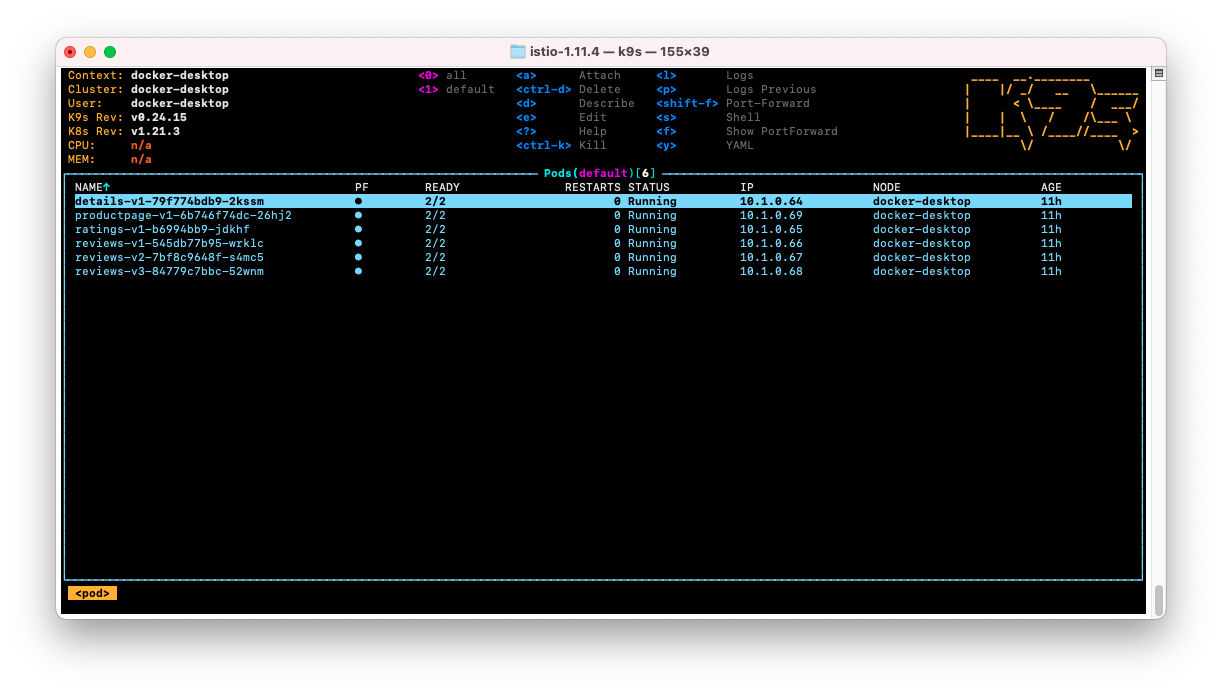 istio-1.11.4 — k9s — 155×39
Context: docker-desktop <0> all <a> Attach <l> Logs
Cluster: docker-desktop <1> default <ctrl-d> Delete <p> Logs Previous
User: docker-desktop <d> Describe <shift-f> Port-Forward
K9s Rev: v0.24.15 <e> Edit <s> Shell
K8s Rev: v1.21.3 <?> Help <f> Show PortForward
CPU: n/a <ctrl-k> Kill <y> YAML
MEM: n/a
Pods(default)[6]
NAME↑ PF READY RESTARTS STATUS IP NODE AGE
details-v1-79f774bdb9-2kssm ● 2/2 0 Running 10.1.0.64 docker-desktop 11h
productpage-v1-6b746f74dc-26hj2 ● 2/2 0 Running 10.1.0.69 docker-desktop 11h
ratings-v1-b6994bb9-jdkhf ● 2/2 0 Running 10.1.0.65 docker-desktop 11h
reviews-v1-545db77b95-wrklc ● 2/2 0 Running 10.1.0.66 docker-desktop 11h
reviews-v2-7bf8c9648f-s4mc5 ● 2/2 0 Running 10.1.0.67 docker-desktop 11h
reviews-v3-84779c7bbc-52wnm ● 2/2 0 Running 10.1.0.68 docker-desktop 11h
<pod>